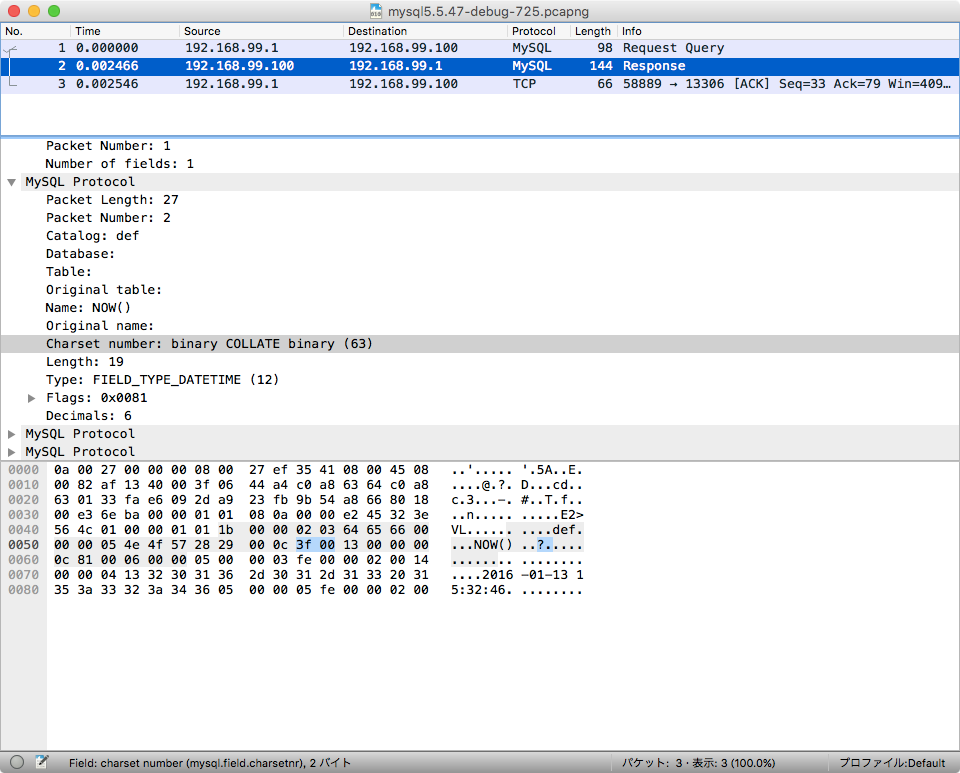 mysql5.5.47-debug-725.pcapng
No. Time Source Destination Protocol Length Info
1 0.000000 192.168.99.1 192.168.99.100 MySQL 98 Request Query
2 0.002466 192.168.99.100 192.168.99.1 MySQL 144 Response
3 0.002546 192.168.99.1 192.168.99.100 TCP 66 58889 → 13306 [ACK] Seq=33 Ack=79 Win=409…
Packet Number: 1
Number of fields: 1
MySQL Protocol
Packet Length: 27
Packet Number: 2
Catalog: def
Database:
Table:
Original table:
Name: NOW()
Original name:
Charset number: binary COLLATE binary (63)
Length: 19
Type: FIELD_TYPE_DATETIME (12)
Flags: 0x0081
Decimals: 6
MySQL Protocol
MySQL Protocol
0000 0a 00 27 00 00 00 08 00 27 ef 35 41 08 00 45 08 ..'..... '.5A..E.
0010 00 82 af 13 40 00 3f 06 44 a4 c0 a8 63 64 c0 a8 ....@.?. D...cd..
0020 63 01 33 fa e6 09 2d a9 23 fb 9b 54 a8 66 80 18 c.3...-. #..T.f..
0030 00 e3 6e ba 00 00 01 01 08 0a 00 00 e2 45 32 3e ..n..... .....E2>
0040 56 4c 01 00 00 01 01 1b 00 00 02 03 64 65 66 00 VL...... ....def.
0050 00 00 05 4e 4f 57 28 29 00 0c 3f 00 13 00 00 00 ...NOW() ..?.....
0060 0c 81 00 06 00 00 05 00 00 03 fe 00 00 02 00 14 ........ ........
0070 00 00 04 13 32 30 31 36 2d 30 31 2d 31 33 20 31 ....2016 -01-13 1
0080 35 3a 33 32 3a 34 36 05 00 00 05 fe 00 00 02 00 5:32:46. ........
Field: charset number (mysql.field.charsetnr), 2 バイト パケット: 3 · 表示: 3 (100.0%) プロファイル:Default